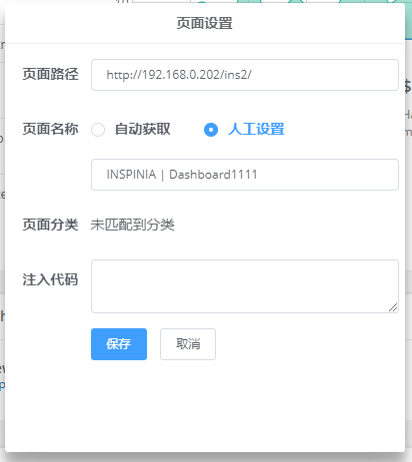 页面设置
页面路径 http://192.168.0.202/ins2/
页面名称 自动获取 人工设置
INSPINIA | Dashboard1111
页面分类 未匹配到分类
注入代码
保存 取消